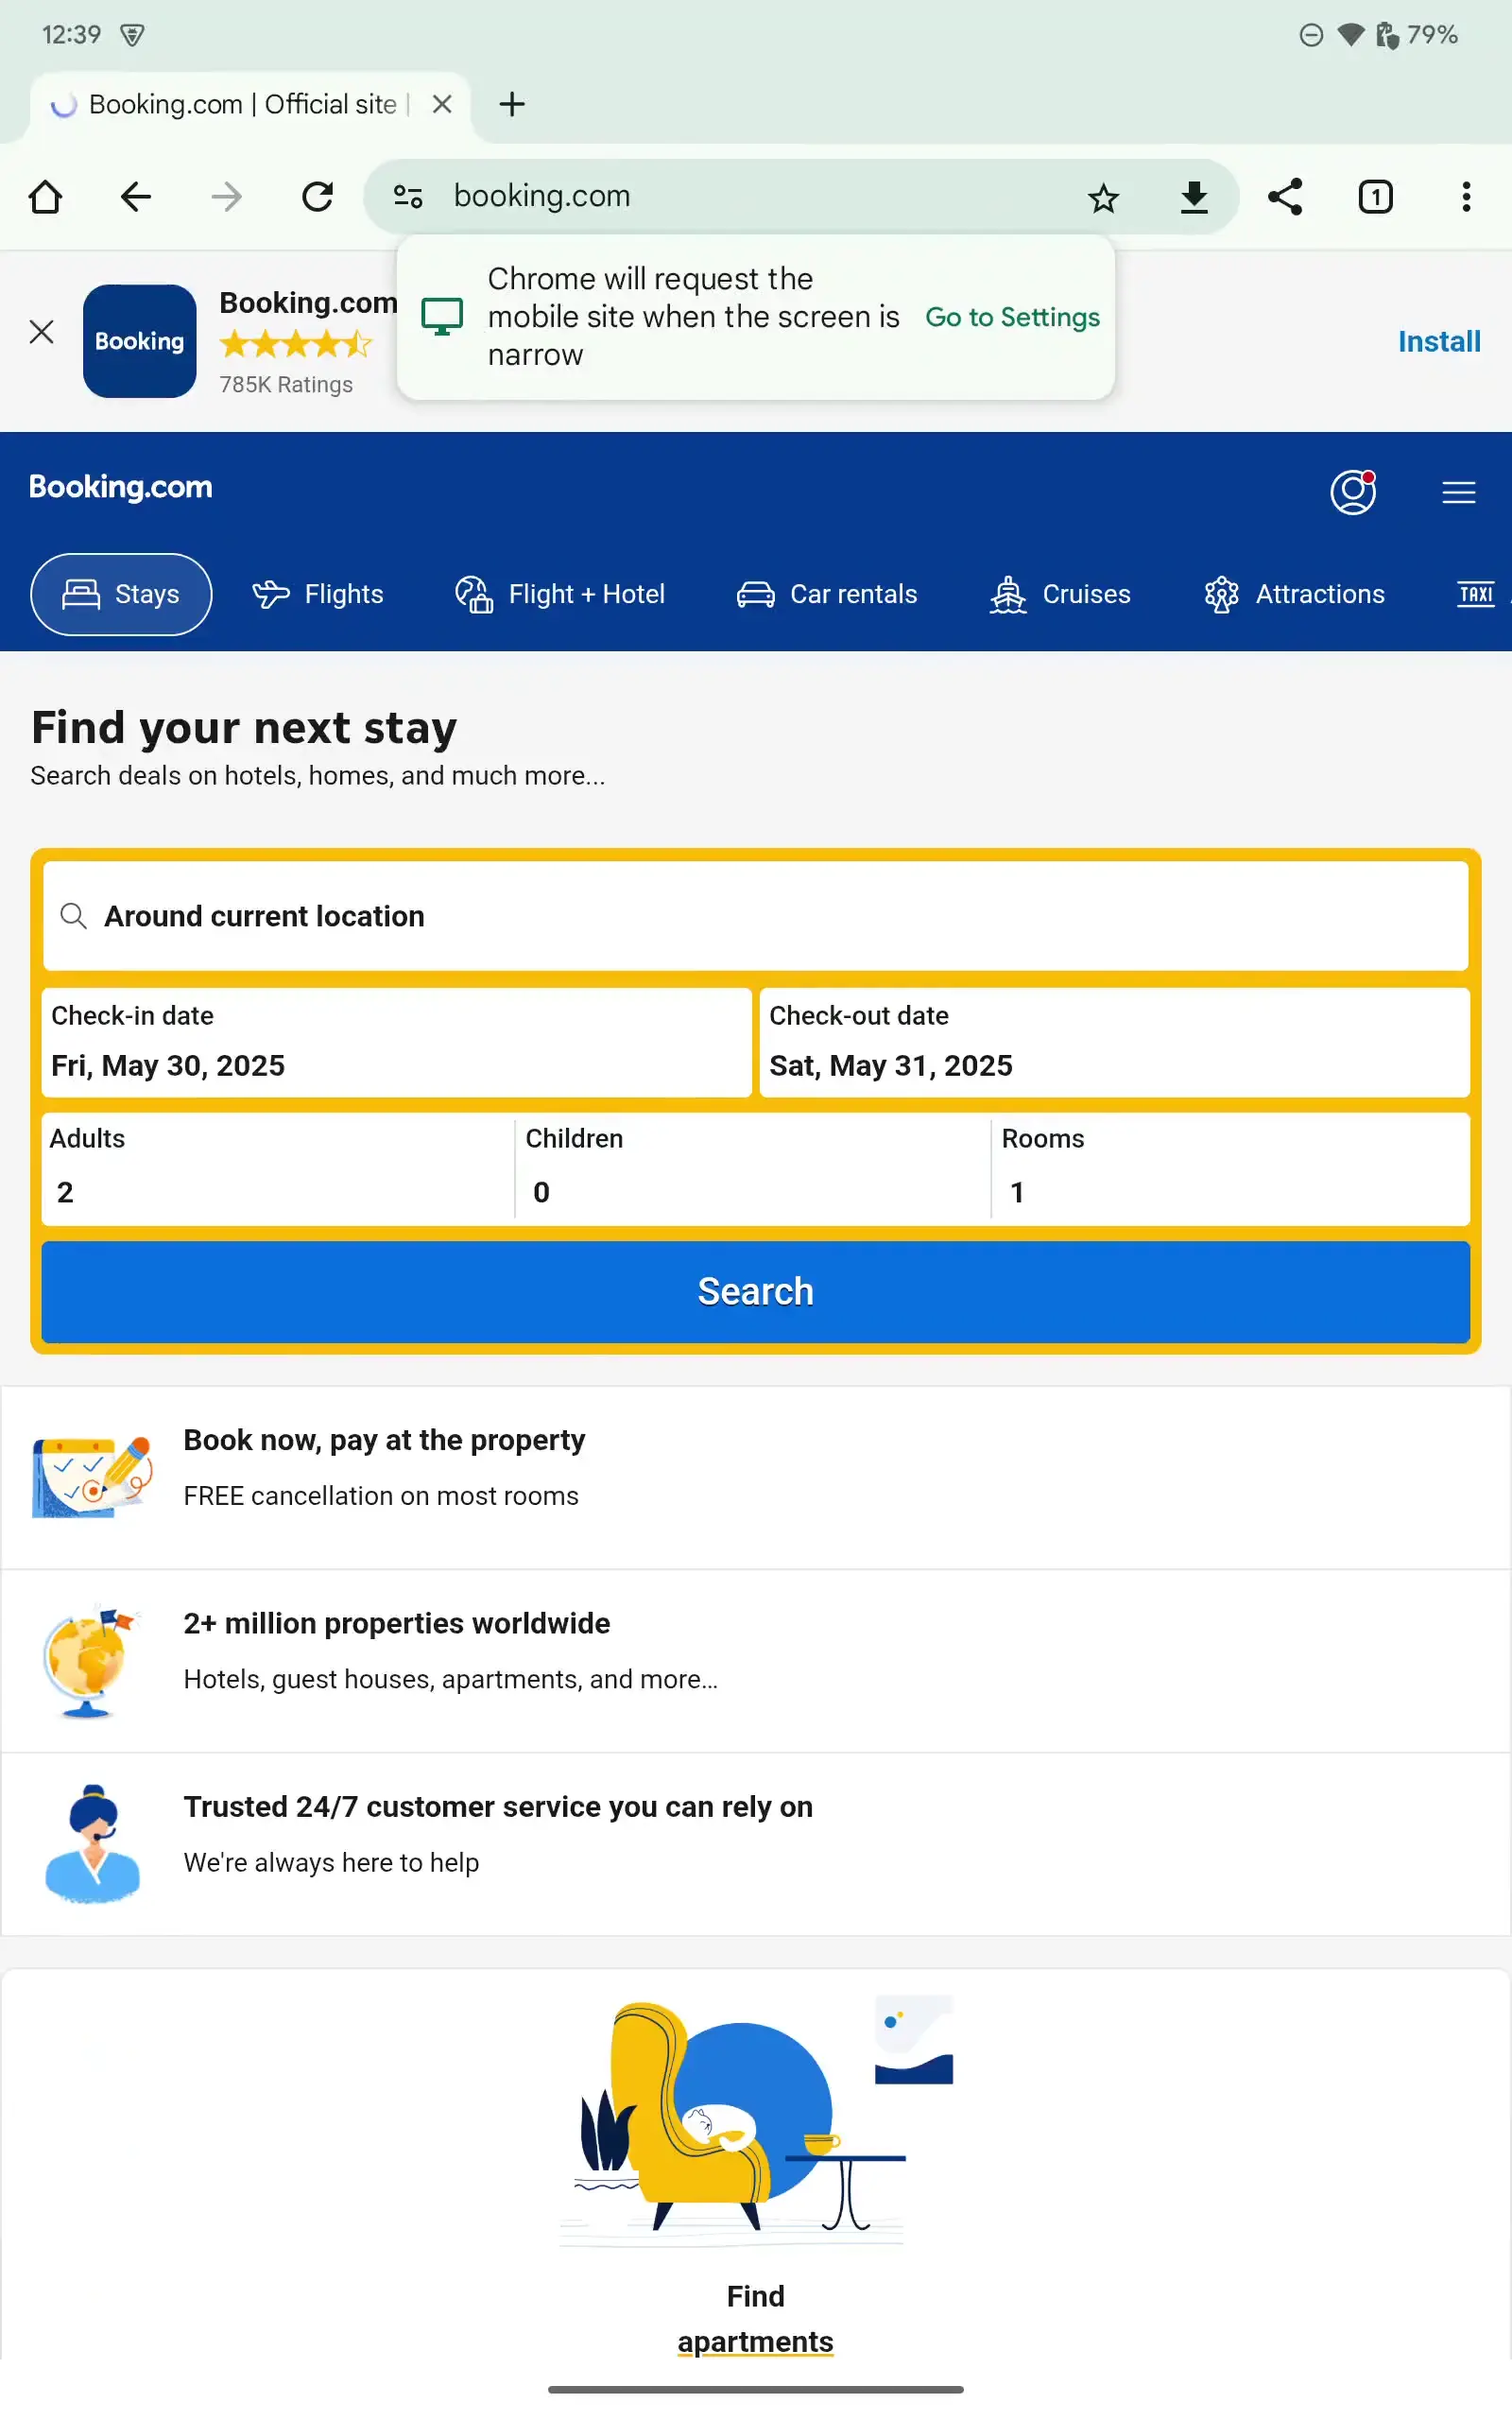 12:39
79%
Booking.com | Official site |
booking.com
1
Chrome will request the
mobile site when the screen is
narrow
Go to Settings
Booking
Booking.com
785K Ratings
Install
Booking.com
Stays
Flights
Flight + Hotel
Car rentals
Cruises
Attractions
TAXI
Find your next stay
Search deals on hotels, homes, and much more...
Around current location
Check-in date
Fri, May 30, 2025
Check-out date
Sat, May 31, 2025
Adults
2
Children
0
Rooms
1
Search
Book now, pay at the property
FREE cancellation on most rooms
2+ million properties worldwide
Hotels, guest houses, apartments, and more…
Trusted 24/7 customer service you can rely on
We're always here to help
Find
apartments